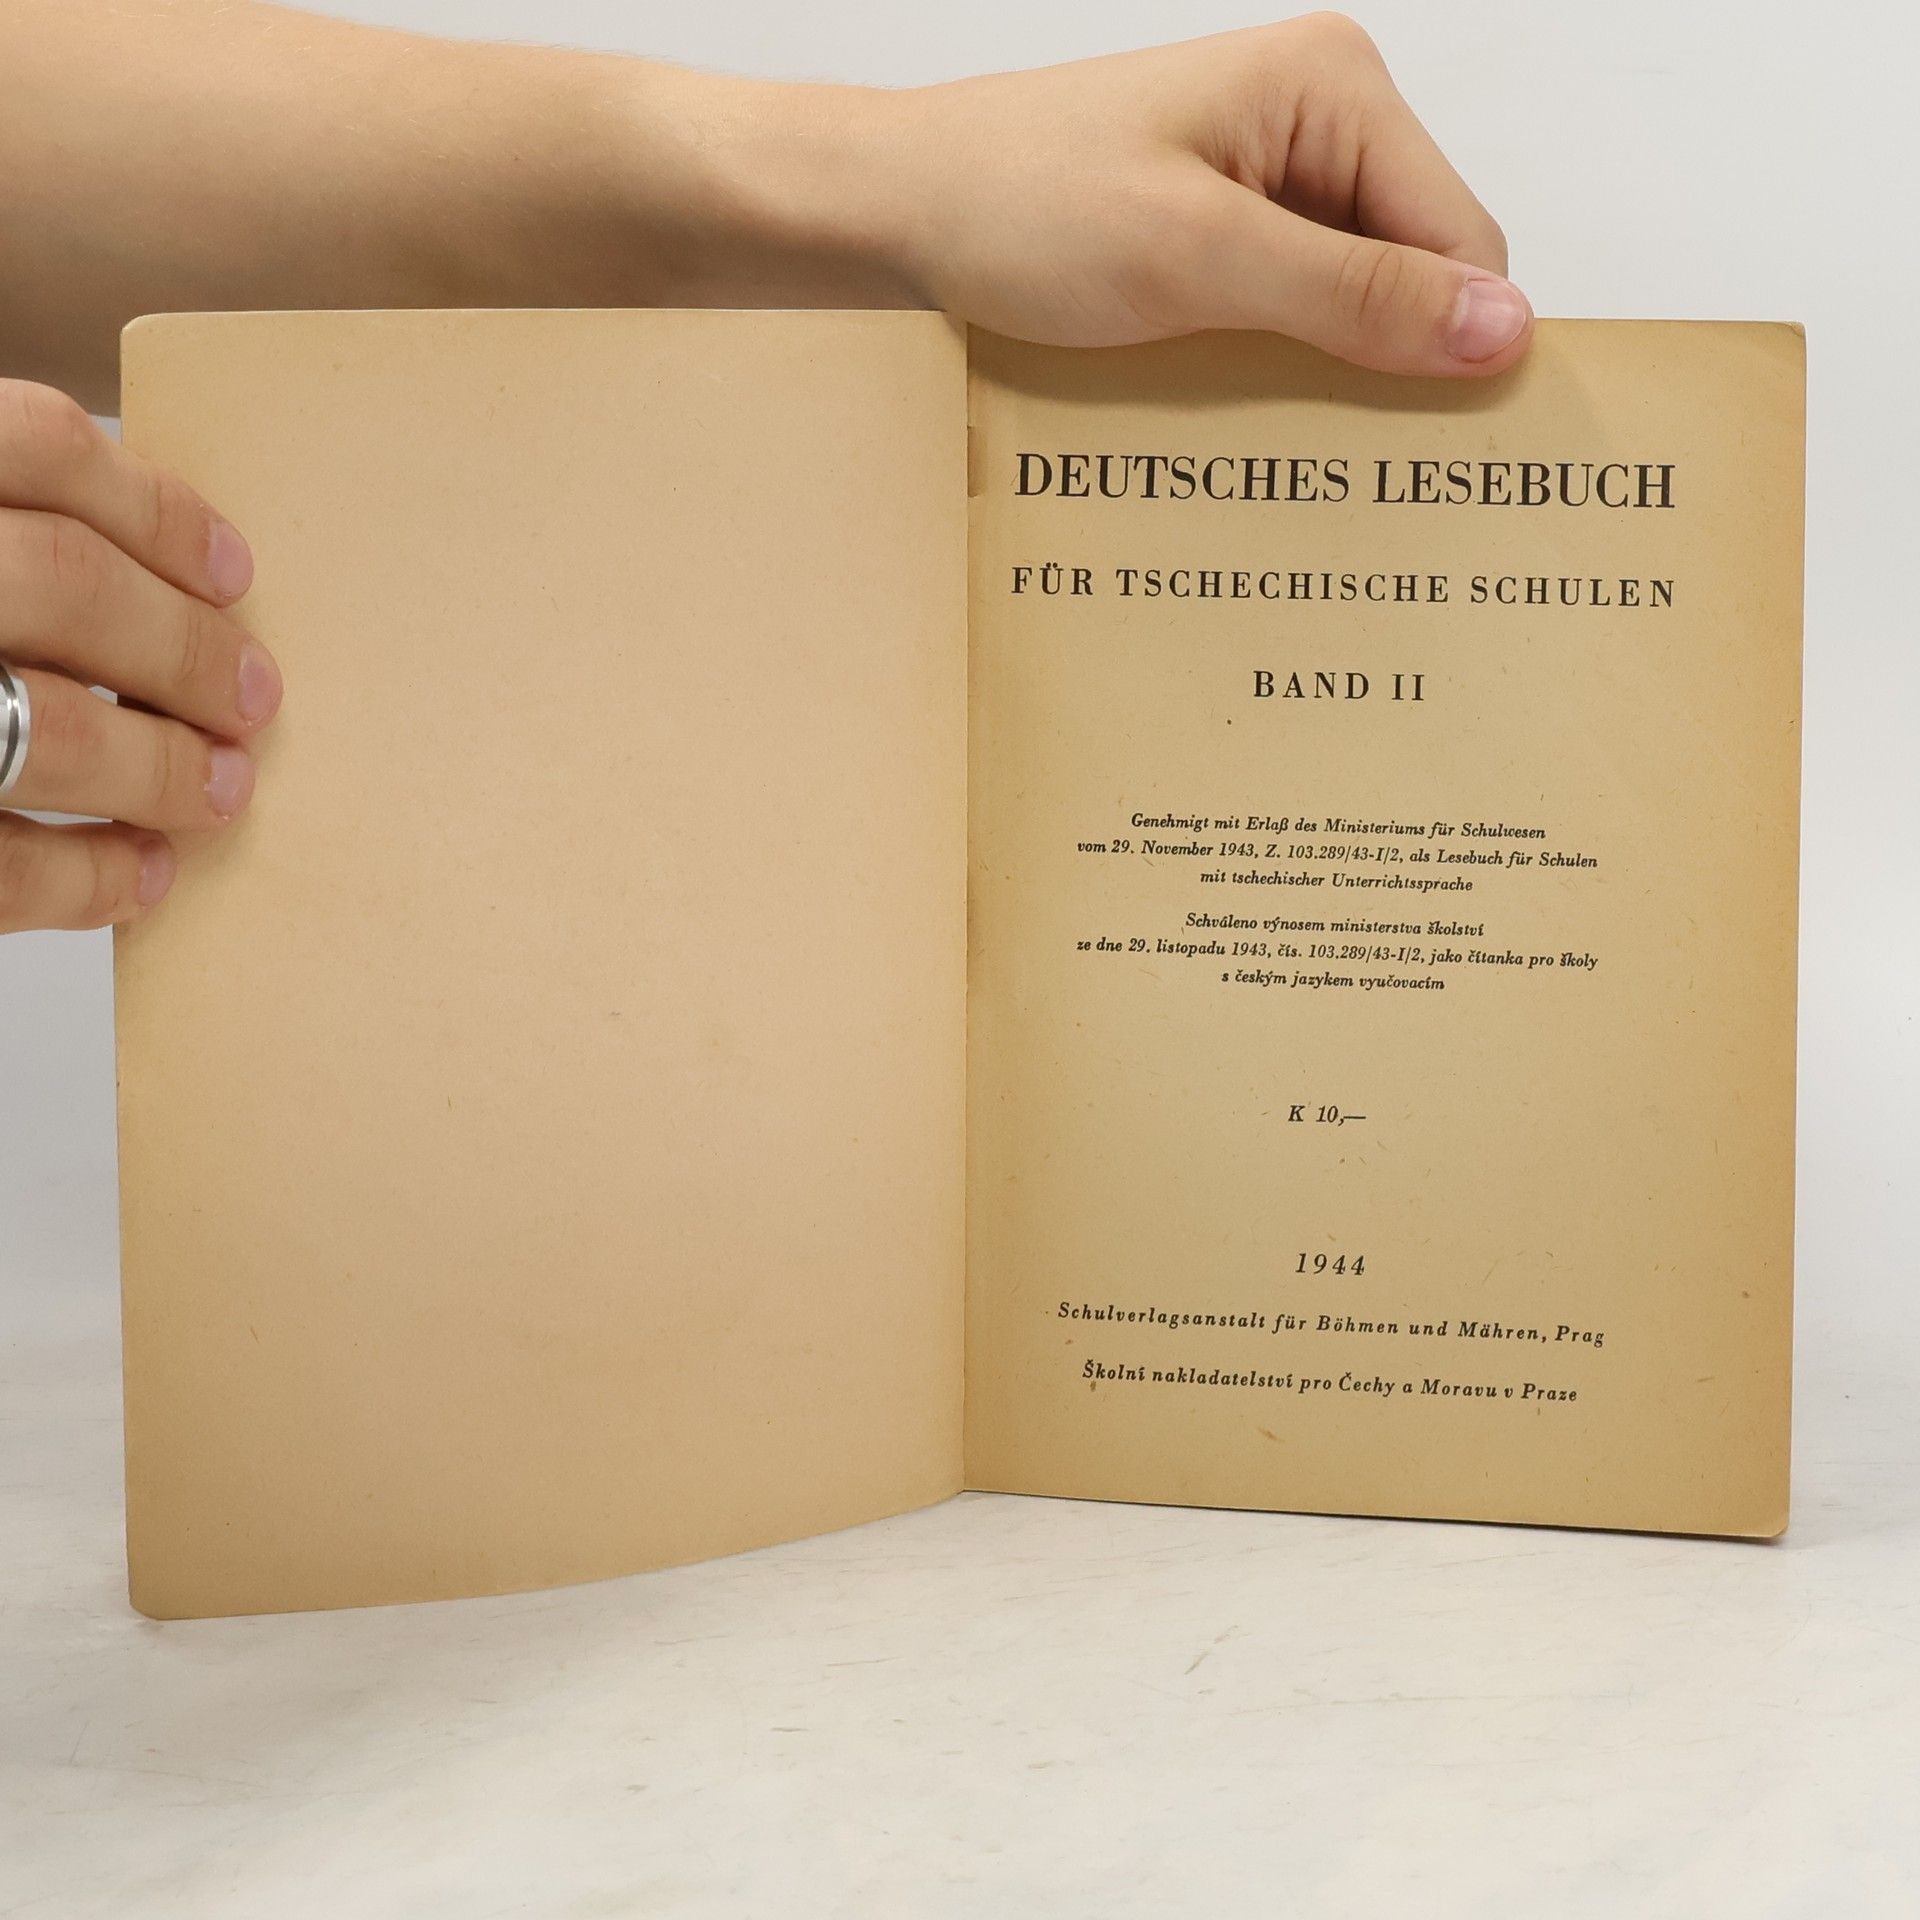 DEUTSCHES LESEBUCH
FÜR TSCHECHISCHE SCHULEN
BAND II
Genehmigt mit Erlaß des Ministeriums für Schulwesen
vom 29. November 1943, Z. 103.289/43-I/2, als Lesebuch für Schulen
mit tschechischer Unterrichtssprache
Schváleno výnosem ministerstva školství
ze dne 29. listopadu 1943, čís. 103.289/43-I/2, jako čítanka pro školy
s českým jazykem vyučovacím
K 10,—
1944
Schulverlagsanstalt für Böhmen und Mähren, Prag
Školní nakladatelství pro Čechy a Moravu v Praze